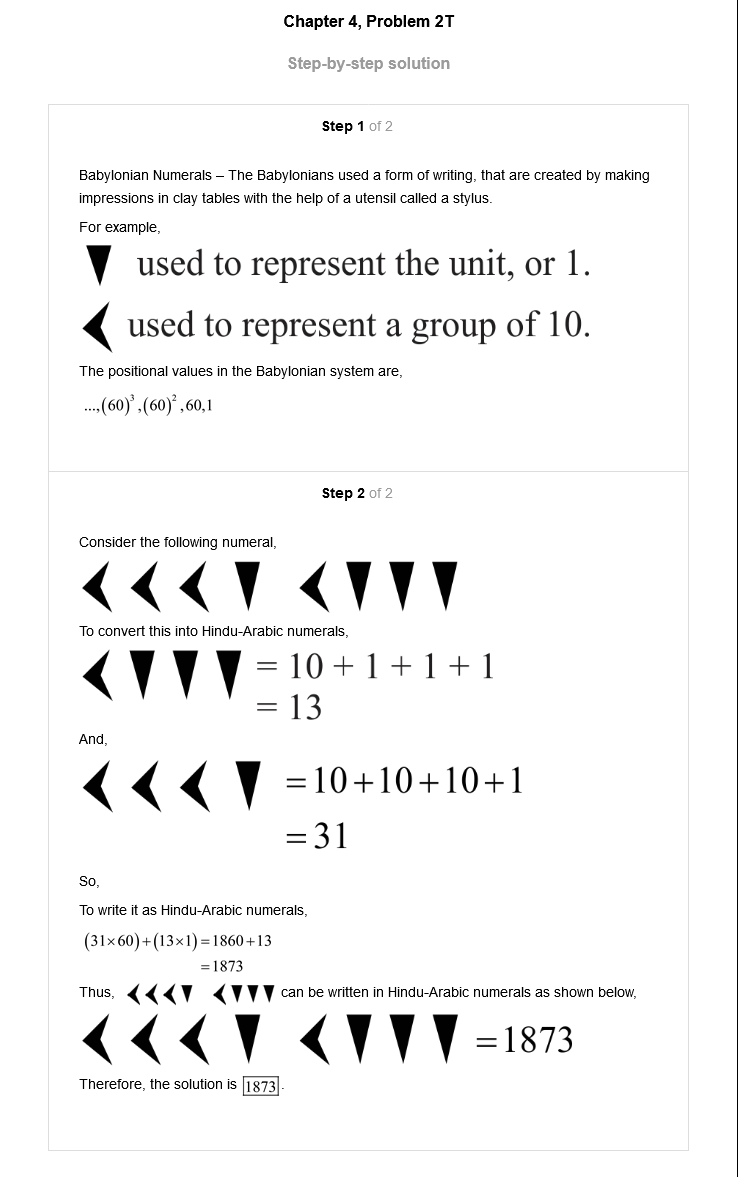 Chapter 4, Problem 2T
Step-by-step solution
Step 1 of 2
Babylonian Numerals – The Babylonians used a form of writing, that are created by making
impressions in clay tables with the help of a utensil called a stylus.
For example,
𒁹 used to represent the unit, or 1.
𒌋 used to represent a group of 10.
The positional values in the Babylonian system are,
...,(60)³,(60)²,60,1
Step 2 of 2
Consider the following numeral,
𒌋 𒌋 𒌋 𒁹 𒌋 𒁹 𒁹 𒁹
To convert this into Hindu-Arabic numerals,
𒌋 𒁹 𒁹 𒁹 = 10 + 1 + 1 + 1
= 13
And,
𒌋 𒌋 𒌋 𒁹 =10+10+10+1
=31
So,
To write it as Hindu-Arabic numerals,
(31×60)+(13×1)=1860+13
=1873
Thus, 𒌋 𒌋 𒌋 𒁹 𒌋 𒁹 𒁹 𒁹 can be written in Hindu-Arabic numerals as shown below,
𒌋 𒌋 𒌋 𒁹 𒌋 𒁹 𒁹 𒁹 =1873
Therefore, the solution is 1873.